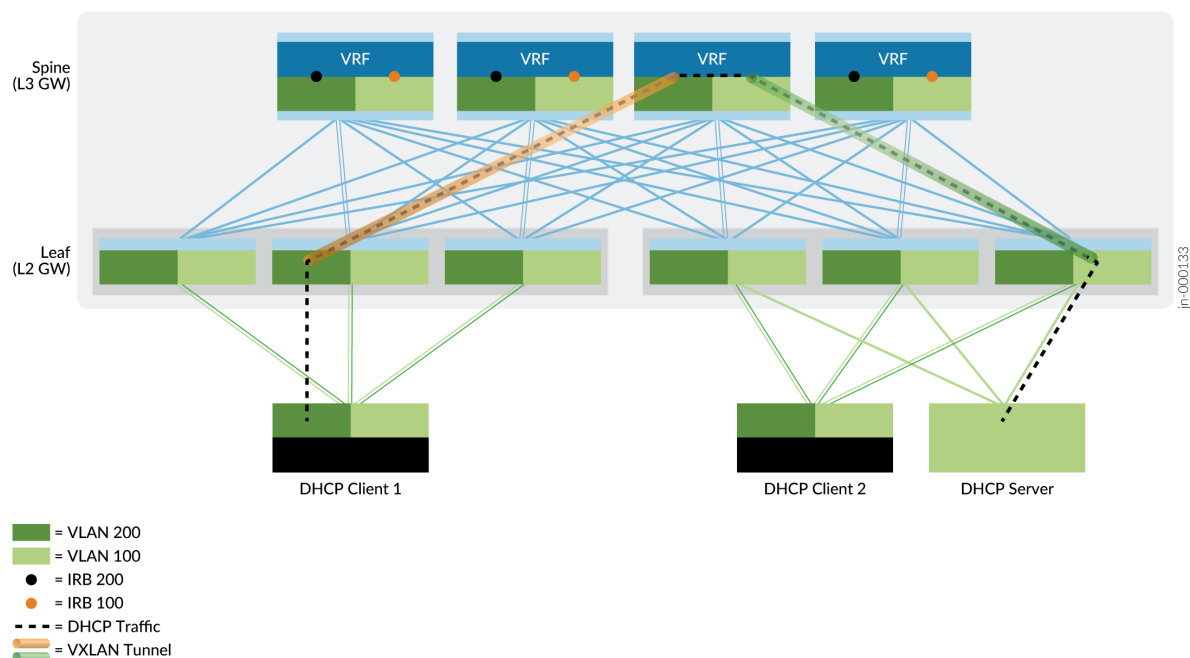 Spine
(L3 GW)
VRF
VRF
VRF
VRF
Leaf
(L2 GW)
jn-000133
DHCP Client 1
DHCP Client 2
DHCP Server
= VLAN 200
= VLAN 100
= IRB 200
= IRB 100
= DHCP Traffic
= VXLAN Tunnel